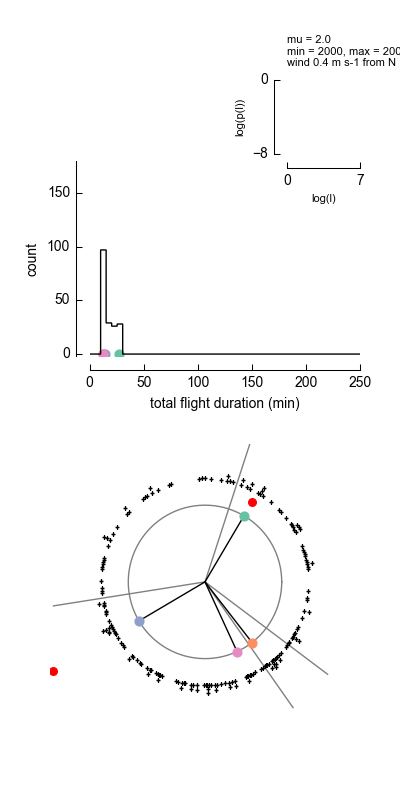 mu = 2.0
min = 2000, max = 200
wind 0.4 m s-1 from N
0
log(p(l))
−8
0 7
log(l)
150
100
50
0
count
0 50 100 150 200 250
total flight duration (min)